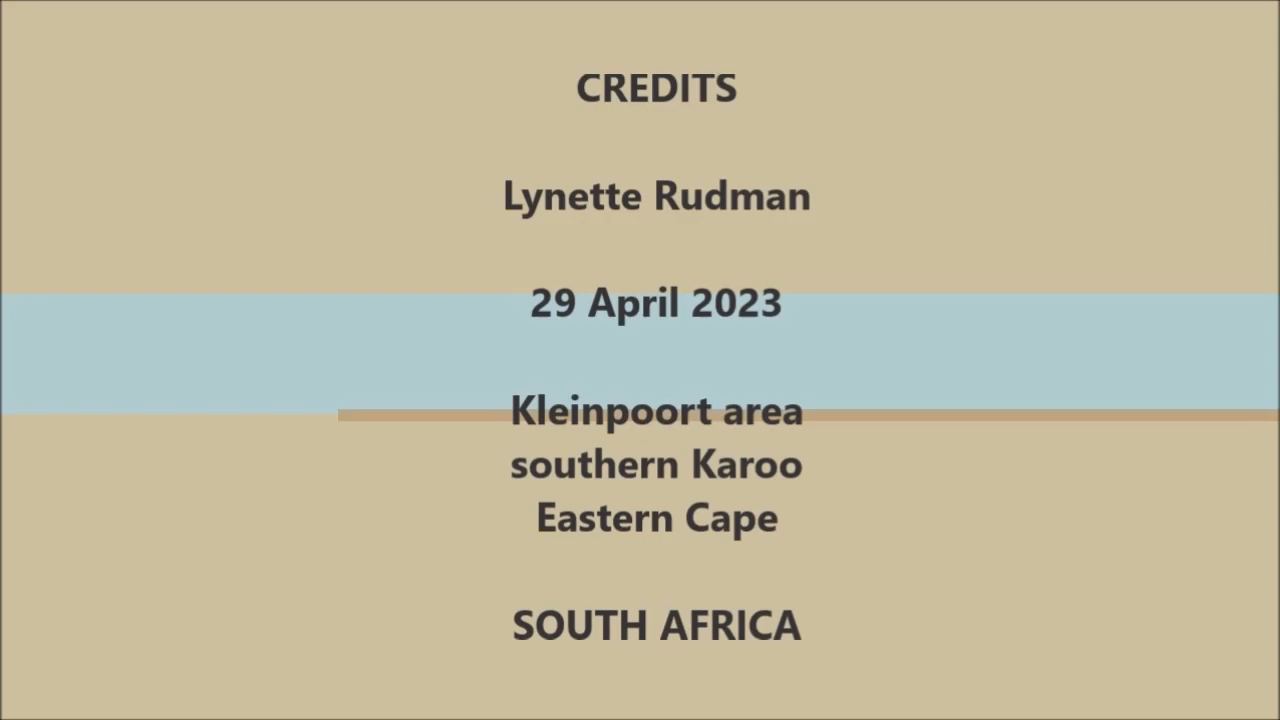 CREDITS
Lynette Rudman
29 April 2023
Kleinpoort area
southern Karoo
Eastern Cape
SOUTH AFRICA